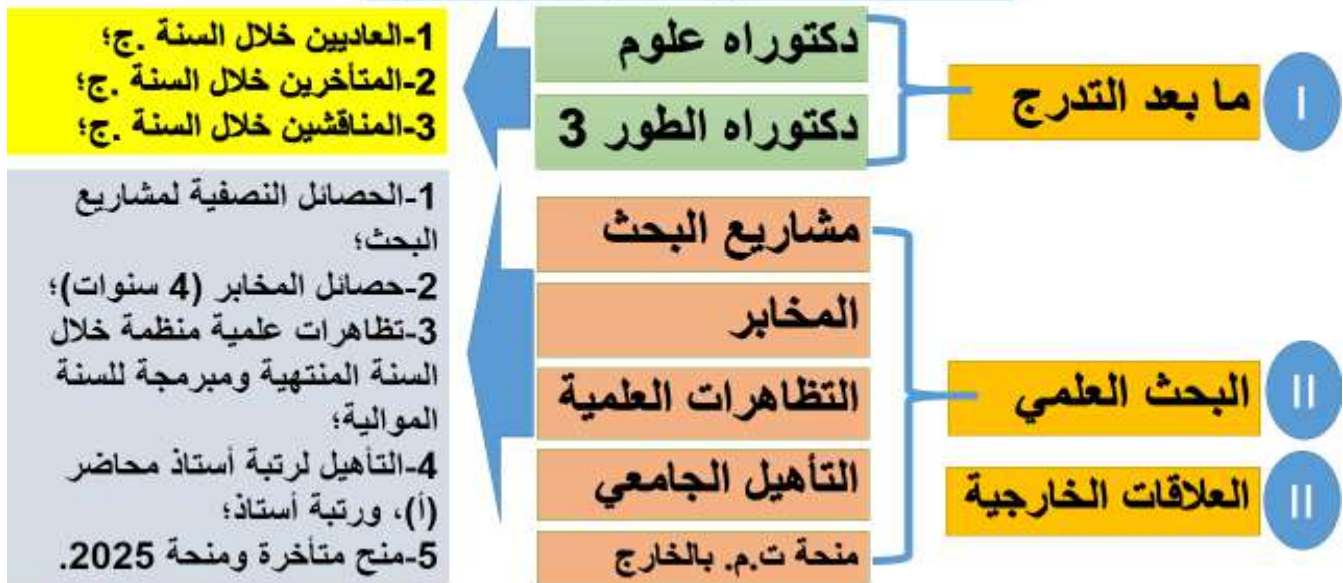 I
ما بعد التدرج
دكتوراه علوم
دكتوراه الطور 3
1-العاديين خلال السنة .ج؛
2-المتأخرين خلال السنة .ج؛
3-المناقشين خلال السنة .ج؛
II
البحث العلمي
II
العلاقات الخارجية
مشاريع البحث
المخابر
التظاهرات العلمية
التأهيل الجامعي
منحة ت.م. بالخارج
1-الحصائل النصفية لمشاريع
البحث؛
2-حصائل المخابر (4 سنوات)؛
3-تظاهرات علمية منظمة خلال
السنة المنتهية ومبرمجة للسنة
الموالية؛
4-التأهيل لرتبة أستاذ محاضر
(أ)، ورتبة أستاذ؛
5-منح متأخرة ومنحة 2025.